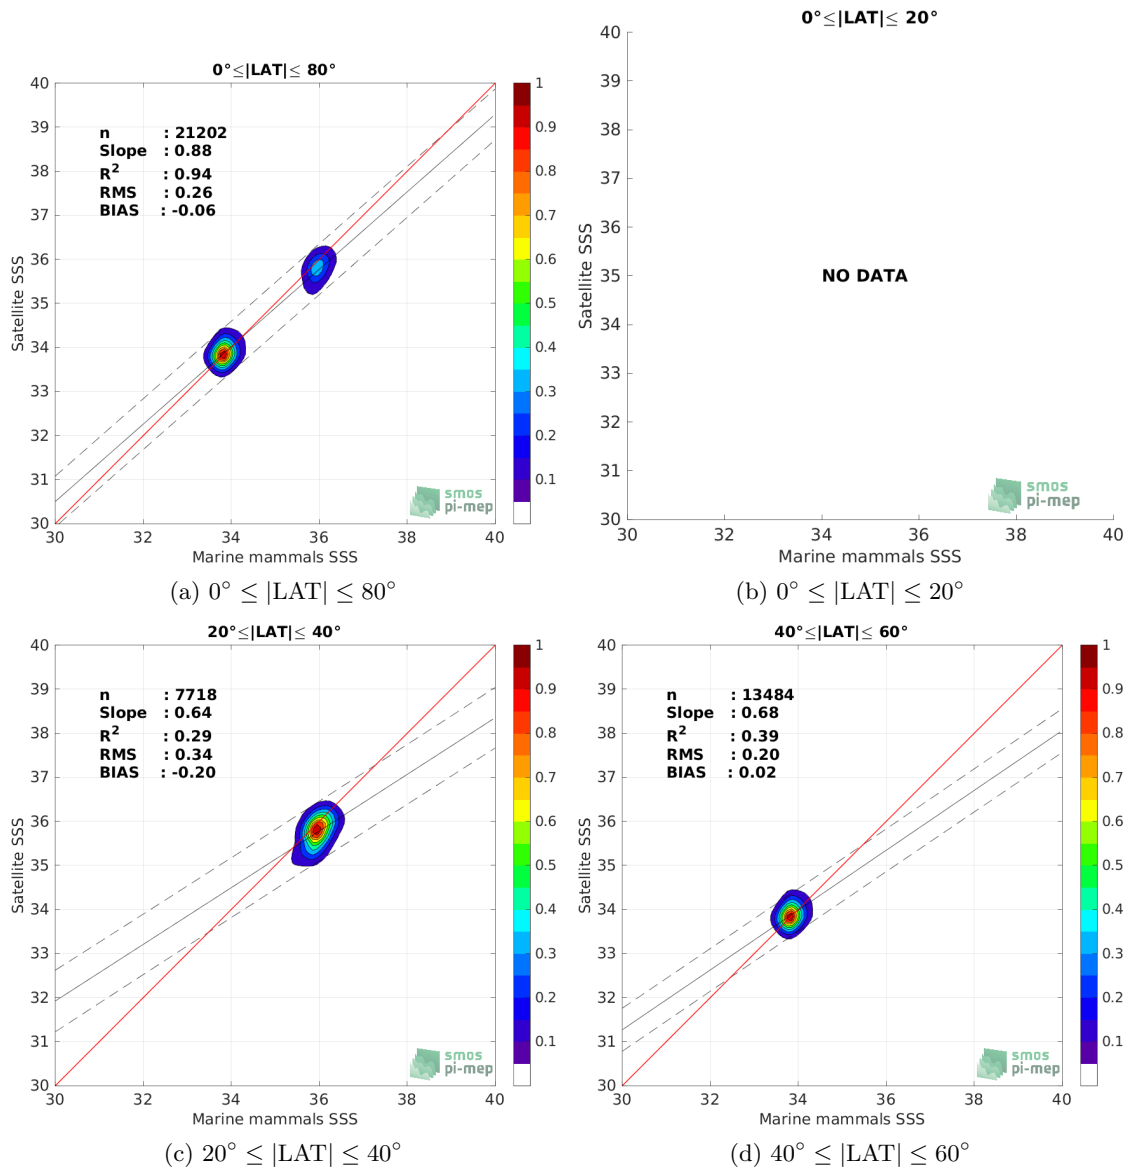 0°≤|LAT|≤ 80°
40
39
38
37
36
35
34
33
32
31
30
Satellite SSS
n : 21202
Slope : 0.88
R² : 0.94
RMS : 0.26
BIAS : -0.06
smos
pi-mep
30 32 34 36 38 40
Marine mammals SSS
1
0.9
0.8
0.7
0.6
0.5
0.4
0.3
0.2
0.1
(a) 0° ≤ |LAT| ≤ 80°
0°≤|LAT|≤ 20°
40
39
38
37
36
35
34
33
32
31
30
Satellite SSS
NO DATA
smos
pi-mep
30 32 34 36 38 40
Marine mammals SSS
(b) 0° ≤ |LAT| ≤ 20°
20°≤|LAT|≤ 40°
40
39
38
37
36
35
34
33
32
31
30
Satellite SSS
n : 7718
Slope : 0.64
R² : 0.29
RMS : 0.34
BIAS : -0.20
smos
pi-mep
30 32 34 36 38 40
Marine mammals SSS
1
0.9
0.8
0.7
0.6
0.5
0.4
0.3
0.2
0.1
(c) 20° ≤ |LAT| ≤ 40°
40°≤|LAT|≤ 60°
40
39
38
37
36
35
34
33
32
31
30
Satellite SSS
n : 13484
Slope : 0.68
R² : 0.39
RMS : 0.20
BIAS : 0.02
smos
pi-mep
30 32 34 36 38 40
Marine mammals SSS
1
0.9
0.8
0.7
0.6
0.5
0.4
0.3
0.2
0.1
(d) 40° ≤ |LAT| ≤ 60°